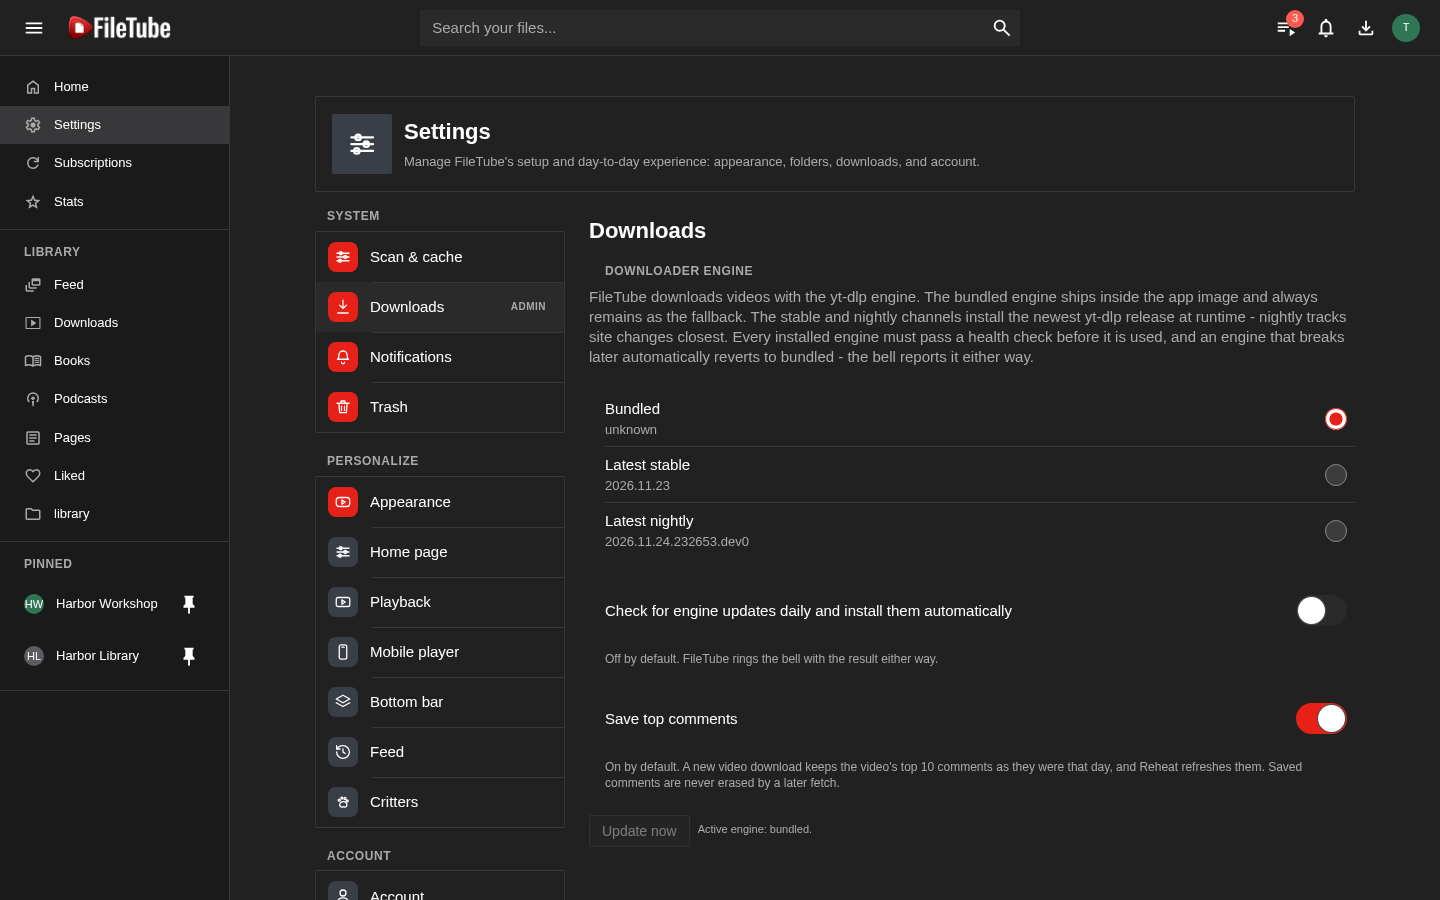 FileTube
Search your files...
3
T
Home
Settings
Subscriptions
Stats
LIBRARY
Feed
Downloads
Books
Podcasts
Pages
Liked
library
PINNED
HW Harbor Workshop
HL Harbor Library
Settings
Manage FileTube's setup and day-to-day experience: appearance, folders, downloads, and account.
SYSTEM
Scan & cache
Downloads ADMIN
Notifications
Trash
PERSONALIZE
Appearance
Home page
Playback
Mobile player
Bottom bar
Feed
Critters
ACCOUNT
Account
Downloads
DOWNLOADER ENGINE
FileTube downloads videos with the yt-dlp engine. The bundled engine ships inside the app image and always
remains as the fallback. The stable and nightly channels install the newest yt-dlp release at runtime - nightly tracks
site changes closest. Every installed engine must pass a health check before it is used, and an engine that breaks
later automatically reverts to bundled - the bell reports it either way.
Bundled
unknown
Latest stable
2026.11.23
Latest nightly
2026.11.24.232653.dev0
Check for engine updates daily and install them automatically
Off by default. FileTube rings the bell with the result either way.
Save top comments
On by default. A new video download keeps the video's top 10 comments as they were that day, and Reheat refreshes them. Saved
comments are never erased by a later fetch.
Update now Active engine: bundled.